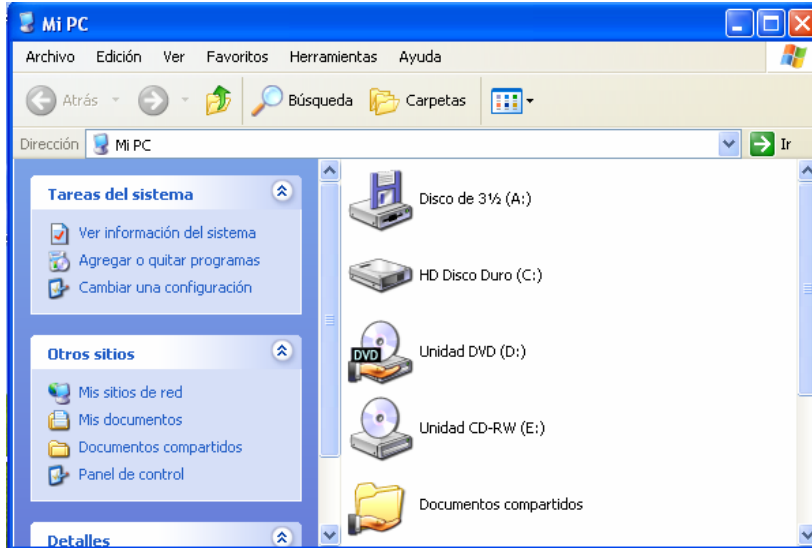 Mi PC
Archivo Edición Ver Favoritos Herramientas Ayuda
Atrás Búsqueda Carpetas
Dirección Mi PC Ir
Tareas del sistema
Ver información del sistema
Agregar o quitar programas
Cambiar una configuración
Otros sitios
Mis sitios de red
Mis documentos
Documentos compartidos
Panel de control
Detalles
Disco de 3½ (A:)
HD Disco Duro (C:)
DVD
Unidad DVD (D:)
Unidad CD-RW (E:)
Documentos compartidos